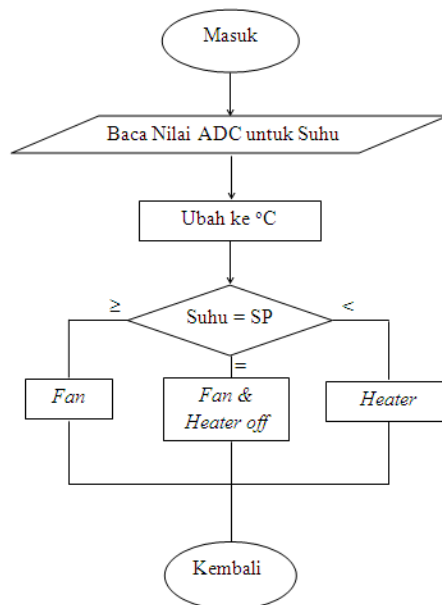 Masuk
Baca Nilai ADC untuk Suhu
Ubah ke °C
≥
Suhu = SP
<
=
Fan
Fan &
Heater off
Heater
Kembali